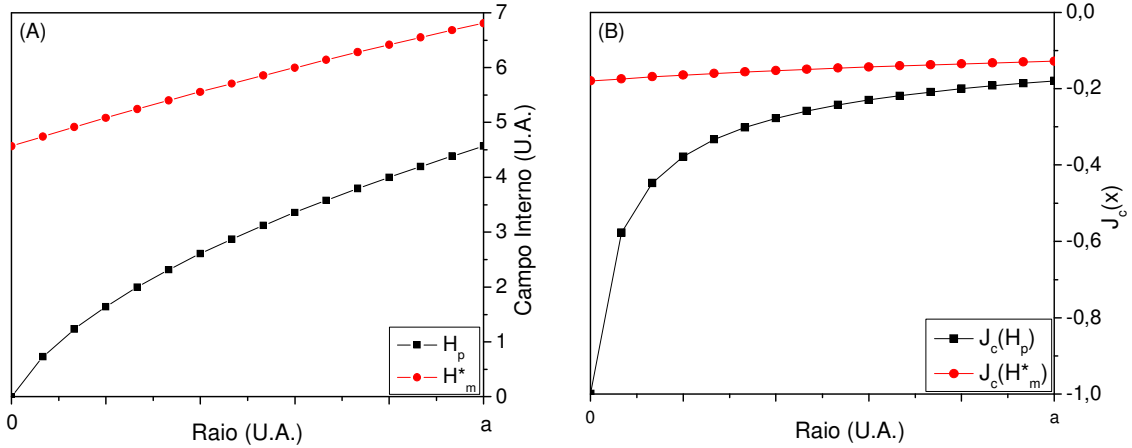 (A)
7
6
5
4
3
2
1
0
Campo Interno (U.A.)
H_p
H*_m
0
a
Raio (U.A.)
(B)
0,0
-0,2
-0,4
-0,6
-0,8
-1,0
J_c(x)
J_c(H_p)
J_c(H*_m)
0
a
Raio (U.A.)